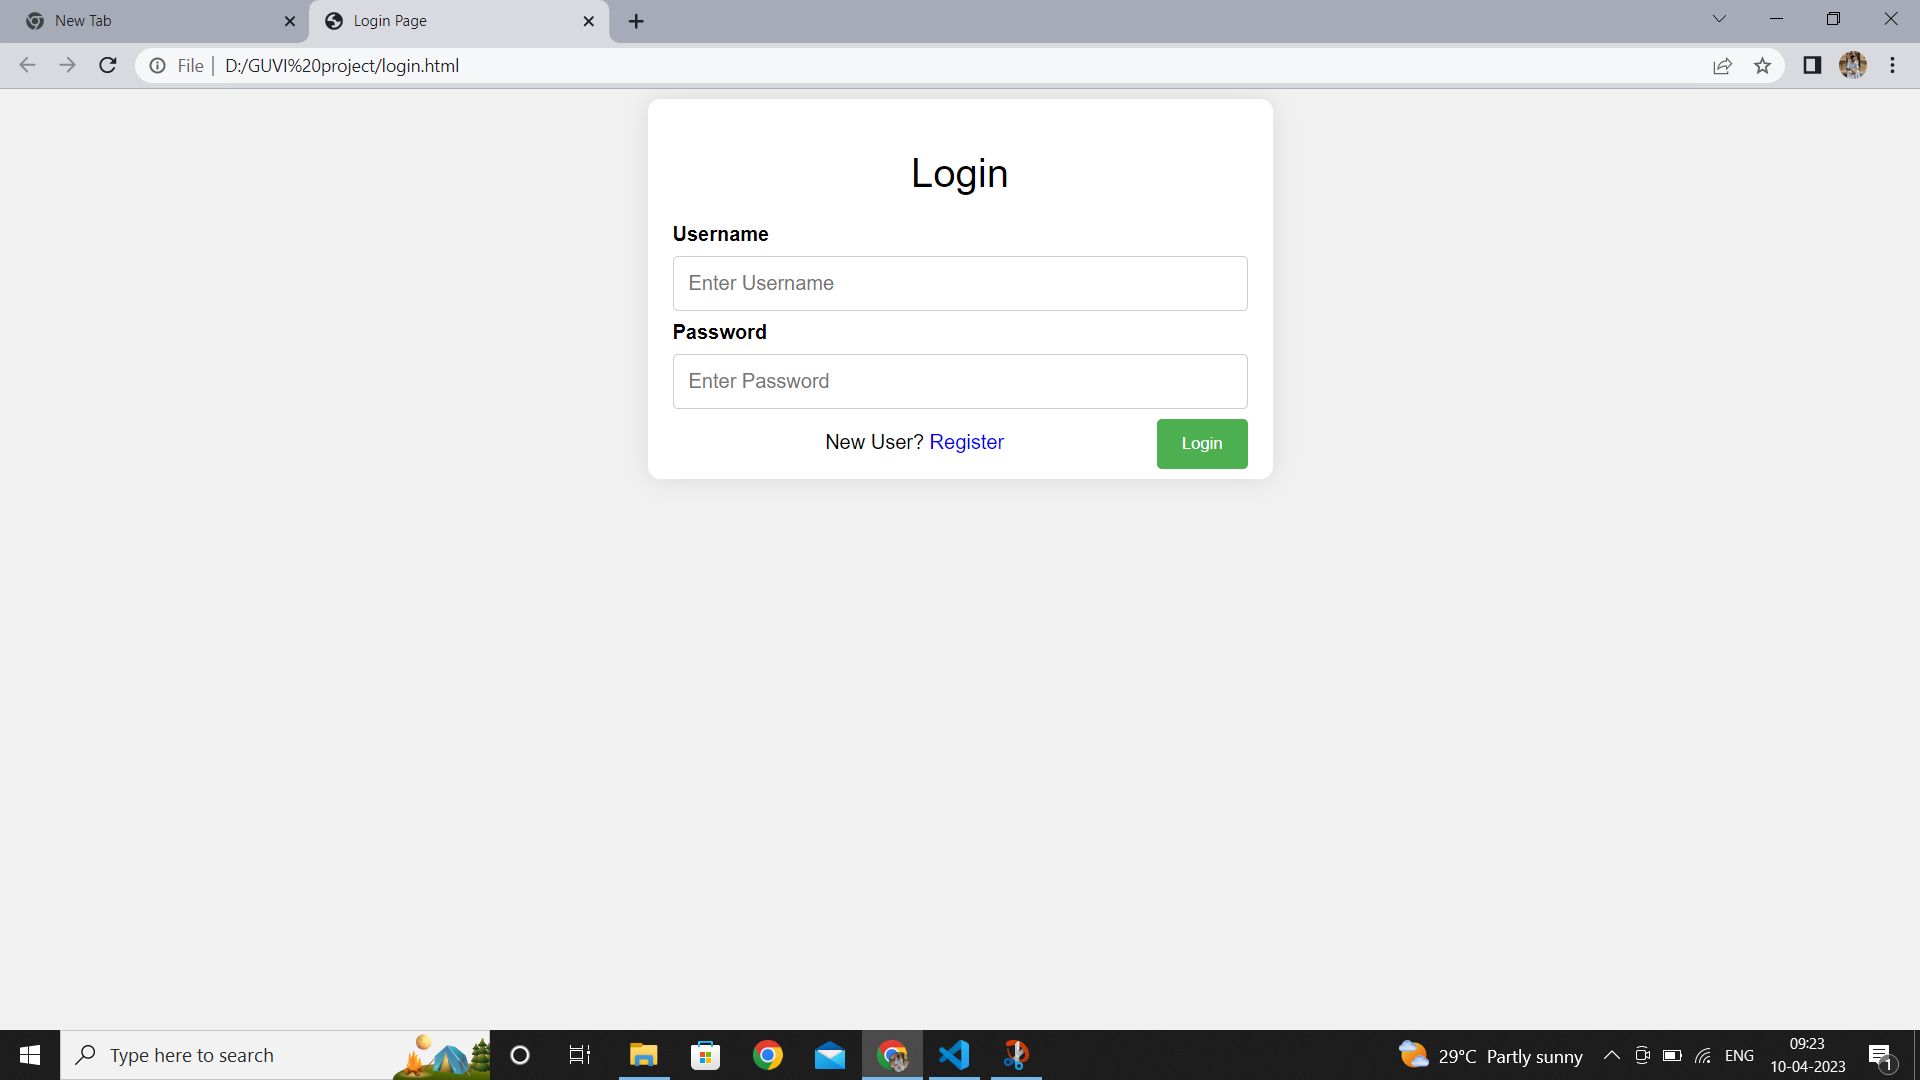 New Tab
Login Page
File | D:/GUVI%20project/login.html
Login
Username
Enter Username
Password
Enter Password
New User? Register
Login
Type here to search
29°C Partly sunny
ENG
09:23
10-04-2023
1